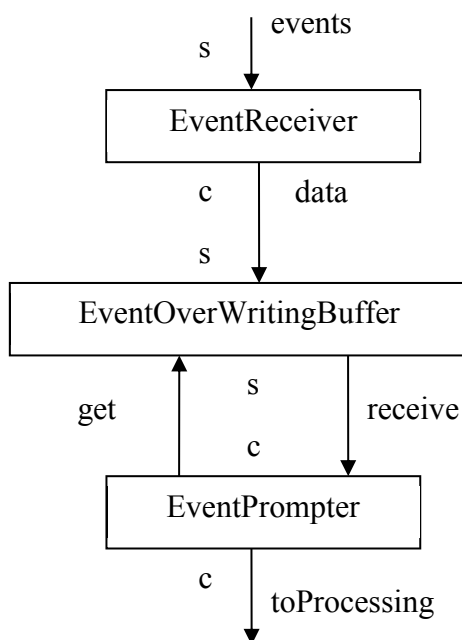 events
s
EventReceiver
c
data
s
EventOverWritingBuffer
s
get
receive
c
EventPrompter
c
toProcessing